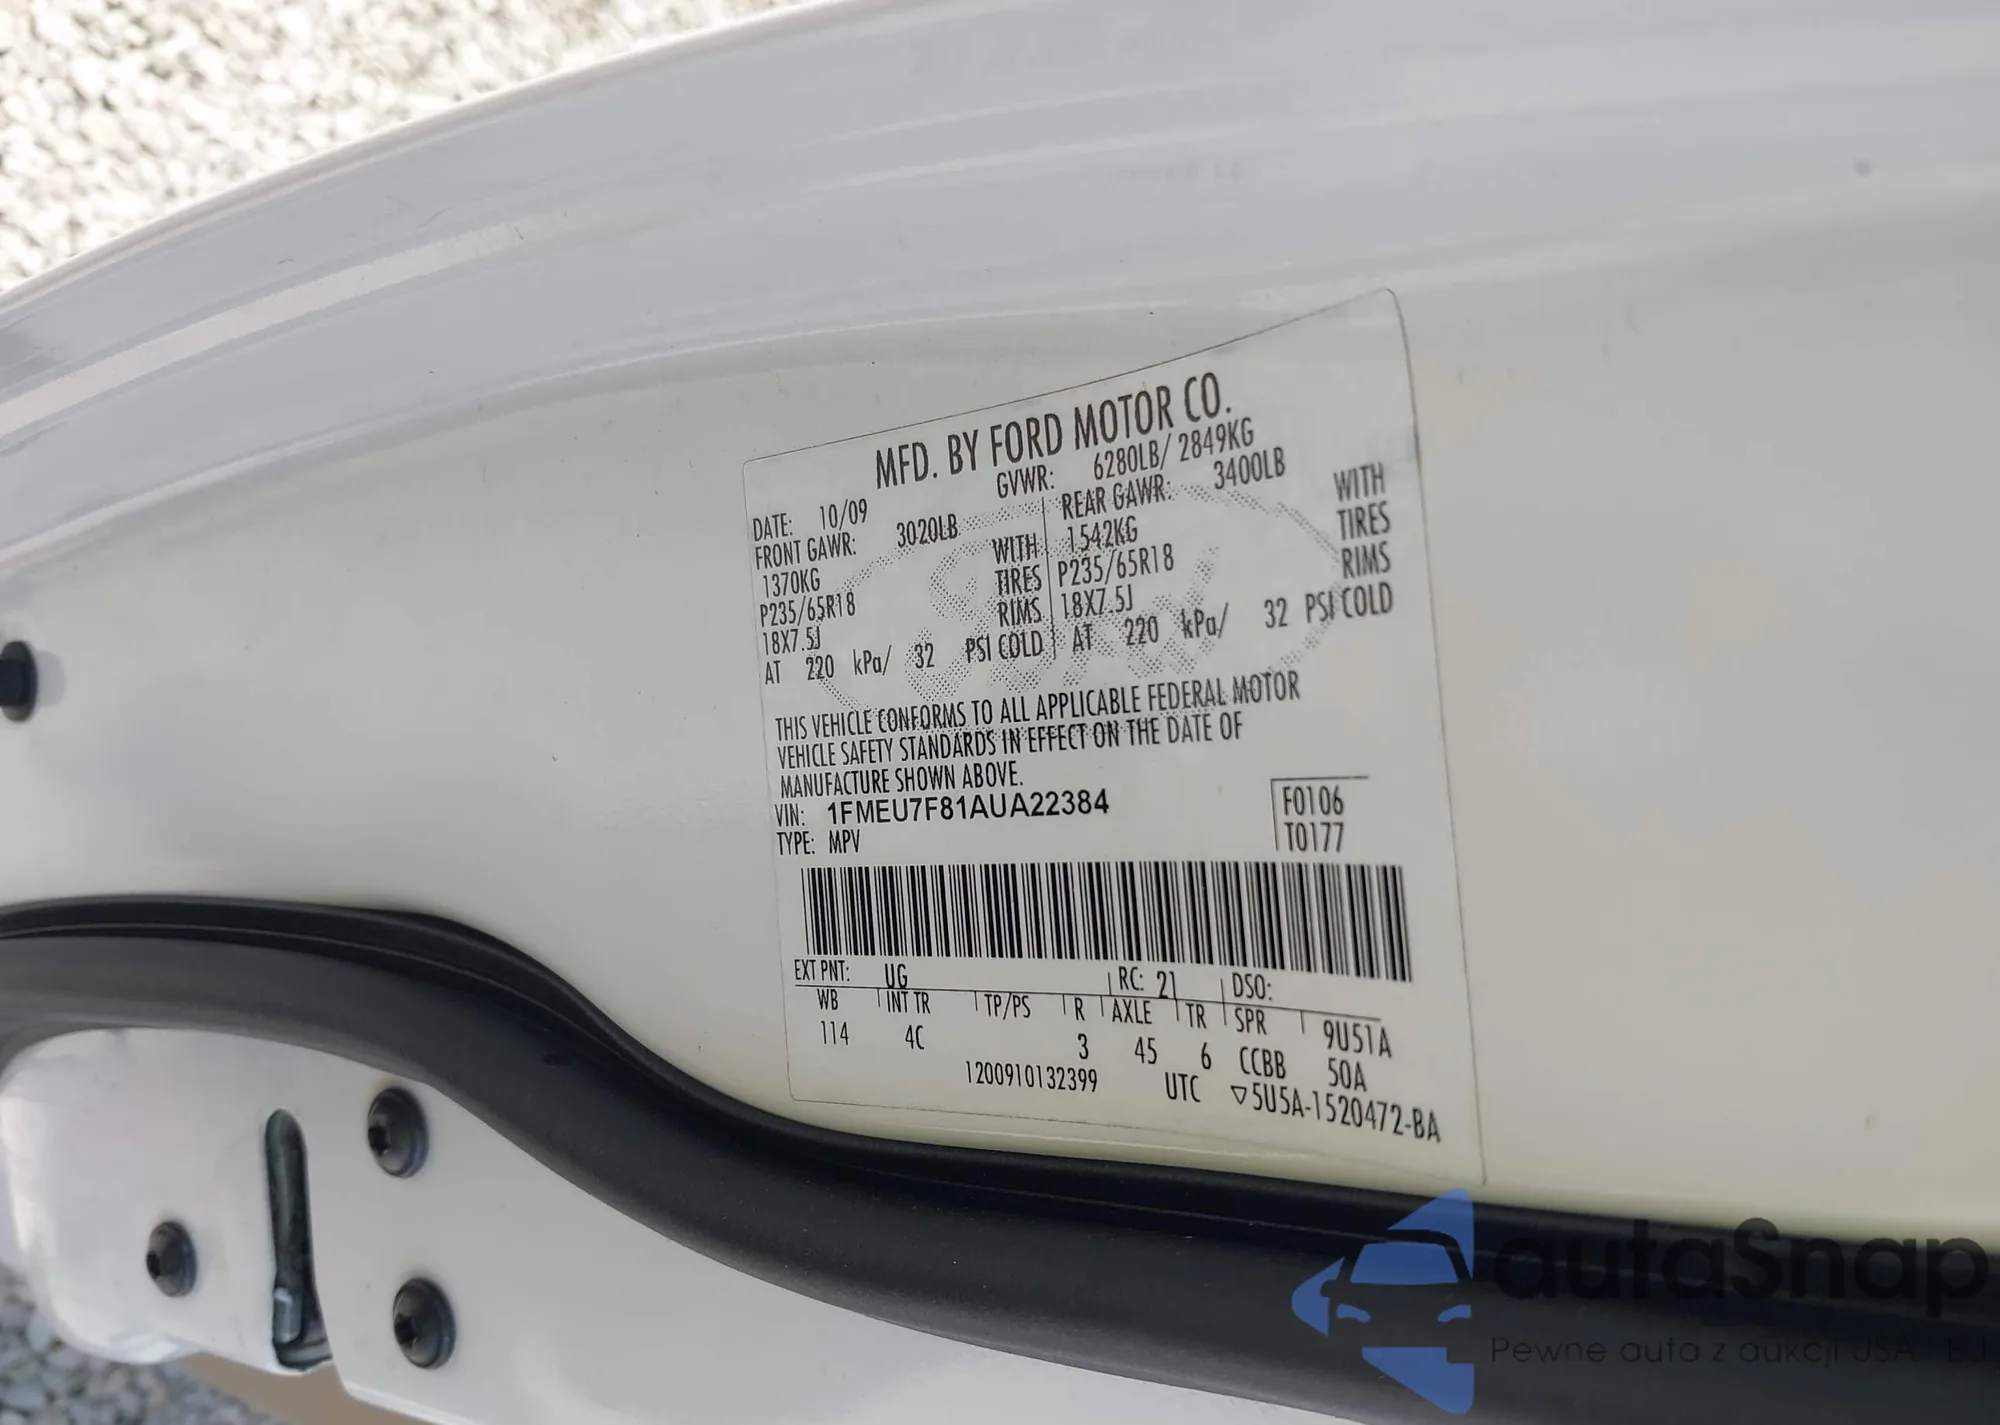 MFD. BY FORD MOTOR CO.
DATE: 10/09 GVWR: 6280LB/ 2849KG
FRONT GAWR: 3020LB REAR GAWR: 3400LB
1370KG WITH 1542KG WITH
P235/65R18 TIRES P235/65R18 TIRES
18X7.5J RIMS 18X7.5J RIMS
AT 220 kPa/ 32 PSI COLD AT 220 kPa/ 32 PSI COLD
THIS VEHICLE CONFORMS TO ALL APPLICABLE FEDERAL MOTOR
VEHICLE SAFETY STANDARDS IN EFFECT ON THE DATE OF
MANUFACTURE SHOWN ABOVE.
VIN: 1FMEU7F81AUA22384 F0106
TYPE: MPV T0177
EXT PNT: UG RC: 21 DSO:
WB INT TR TP/PS R AXLE TR SPR 9U51A
114 4C 3 45 6 CCBB 50A
1200910132399 UTC ▽5U5A-1520472-BA
autaSnap
Pewne auta z aukcji USA i EU